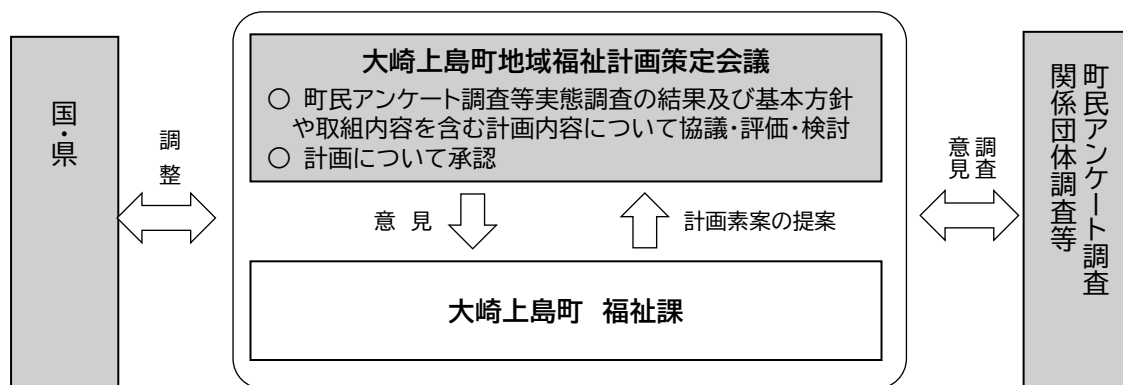 国・県
調整
大崎上島町地域福祉計画策定会議
○ 町民アンケート調査等実態調査の結果及び基本方針
や取組内容を含む計画内容について協議・評価・検討
○ 計画について承認
意 見
計画素案の提案
大崎上島町 福祉課
調査
意見
町民アンケート調査
関係団体調査等